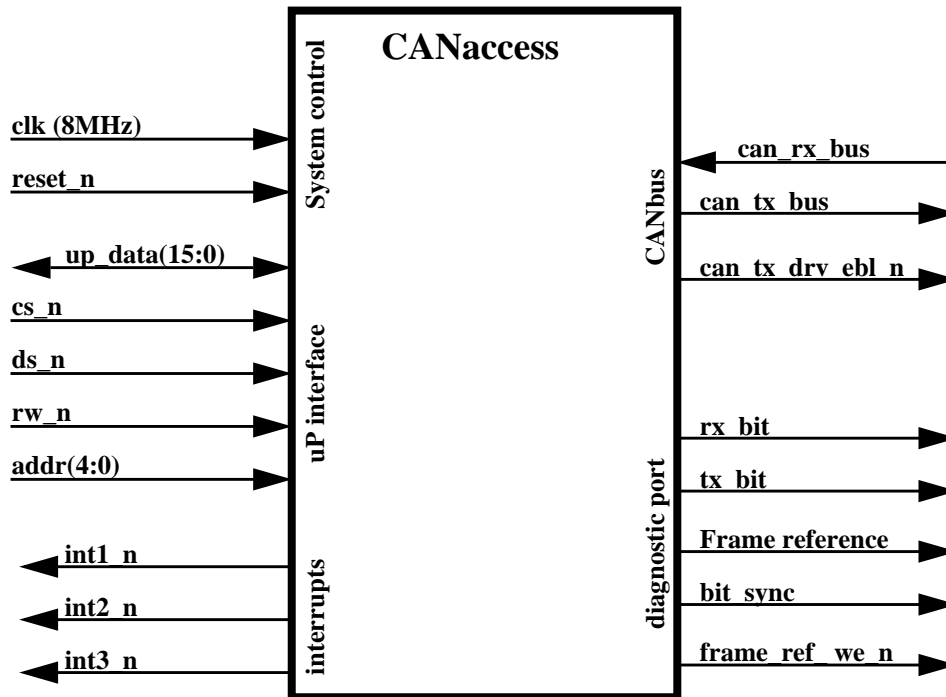 CANaccess
System control
clk (8MHz)
reset_n
uP interface
up_data(15:0)
cs_n
ds_n
rw_n
addr(4:0)
interrupts
int1_n
int2_n
int3_n
CANbus
can_rx_bus
can_tx_bus
can_tx_drv_ebl_n
diagnostic port
rx_bit
tx_bit
Frame reference
bit_sync
frame_ref_we_n